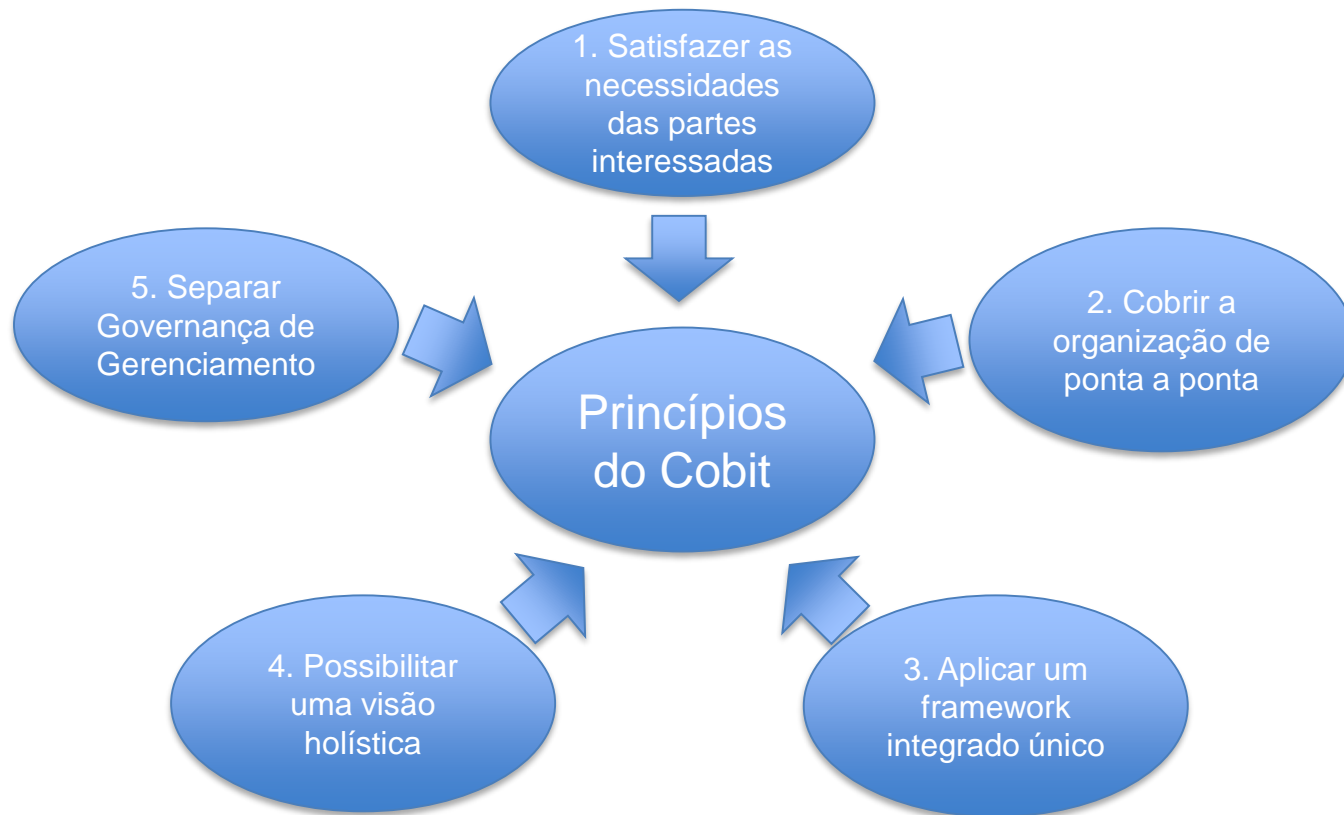 1. Satisfazer as
necessidades
das partes
interessadas
5. Separar
Governança de
Gerenciamento
2. Cobrir a
organização de
ponta a ponta
Princípios
do Cobit
4. Possibilitar
uma visão
holística
3. Aplicar um
framework
integrado único